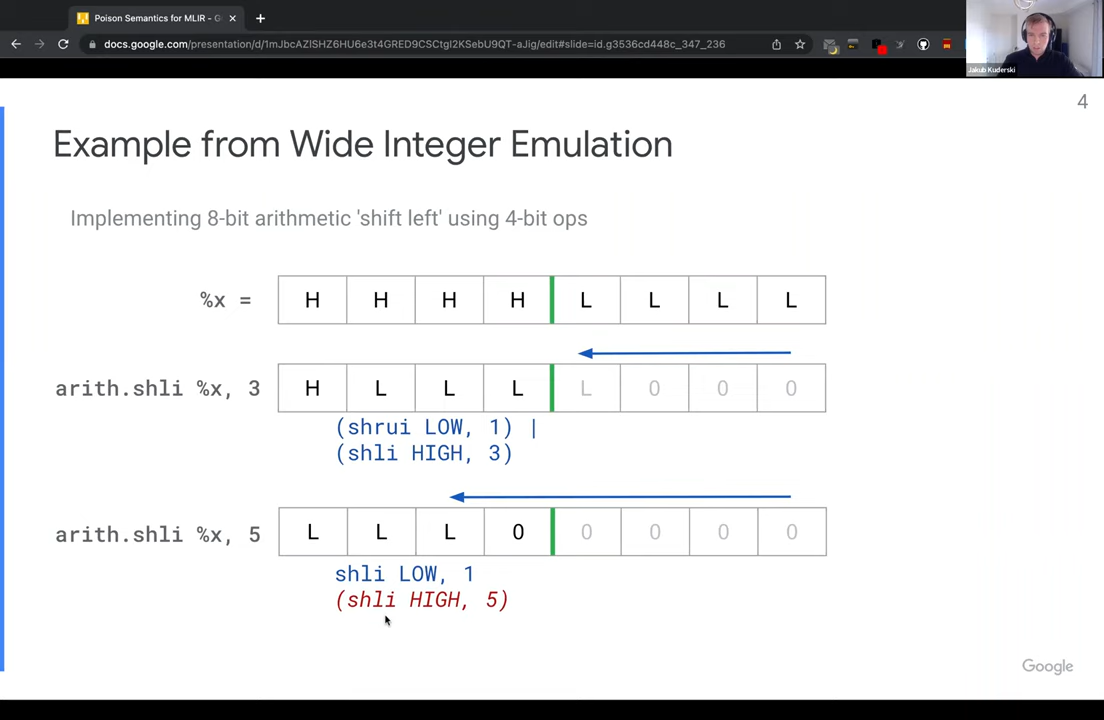 Poison Semantics for MLIR - G
docs.google.com/presentation/d/1mJbcAZlSHZ6HU6e3t4GRED9CSCtgl2KSebU9QT-aJig/edit#slide=id.g3536cd448c_347_236
Jakub Kuderski
4
Example from Wide Integer Emulation
Implementing 8-bit arithmetic 'shift left' using 4-bit ops
%x = H H H H L L L L
arith.shli %x, 3 H L L L L 0 0 0
(shrui LOW, 1) |
(shli HIGH, 3)
arith.shli %x, 5 L L L 0 0 0 0 0
shli LOW, 1
(shli HIGH, 5)
Google